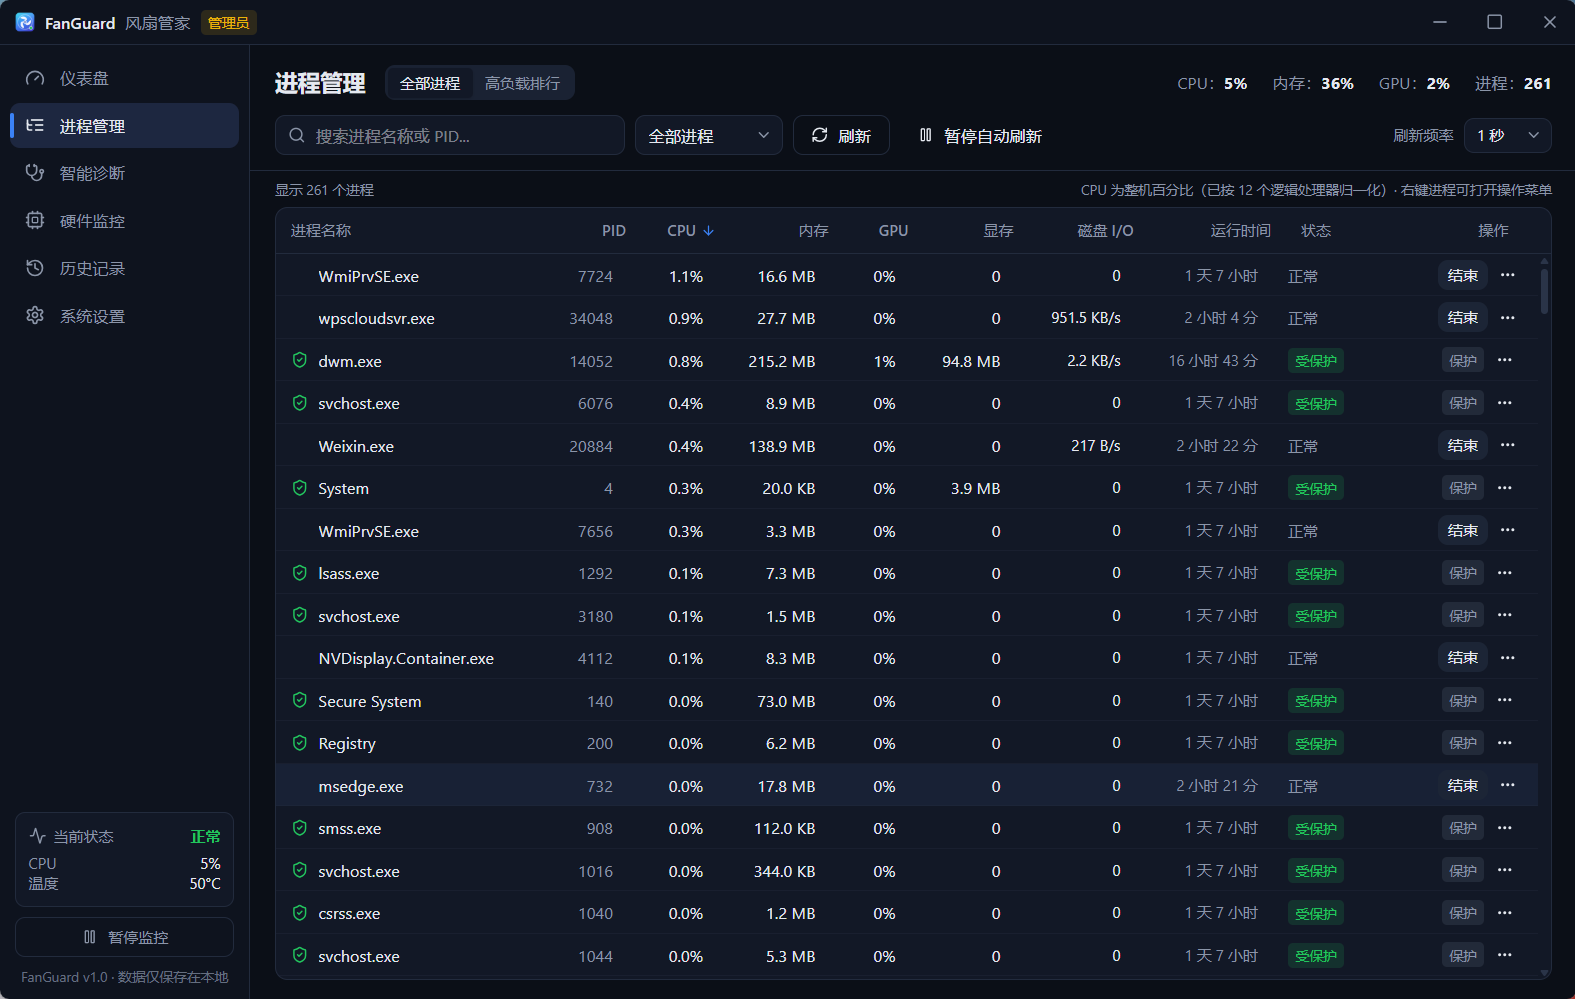 FanGuard 风扇管家 管理员
仪表盘
进程管理
智能诊断
硬件监控
历史记录
系统设置
当前状态 正常
CPU 5%
温度 50°C
暂停监控
FanGuard v1.0 · 数据仅保存在本地
进程管理 全部进程 高负载排行 CPU: 5% 内存: 36% GPU: 2% 进程: 261
搜索进程名称或 PID... 全部进程 刷新 暂停自动刷新 刷新频率 1 秒
显示 261 个进程 CPU 为整机百分比（已按 12 个逻辑处理器归一化）· 右键进程可打开操作菜单
进程名称 PID CPU ↓ 内存 GPU 显存 磁盘 I/O 运行时间 状态 操作
WmiPrvSE.exe 7724 1.1% 16.6 MB 0% 0 0 1 天 7 小时 正常 结束 ···
wpscloudsvr.exe 34048 0.9% 27.7 MB 0% 0 951.5 KB/s 2 小时 4 分 正常 结束 ···
dwm.exe 14052 0.8% 215.2 MB 1% 94.8 MB 2.2 KB/s 16 小时 43 分 受保护 保护 ···
svchost.exe 6076 0.4% 8.9 MB 0% 0 0 1 天 7 小时 受保护 保护 ···
Weixin.exe 20884 0.4% 138.9 MB 0% 0 217 B/s 2 小时 22 分 正常 结束 ···
System 4 0.3% 20.0 KB 0% 3.9 MB 0 1 天 7 小时 受保护 保护 ···
WmiPrvSE.exe 7656 0.3% 3.3 MB 0% 0 0 1 天 7 小时 正常 结束 ···
lsass.exe 1292 0.1% 7.3 MB 0% 0 0 1 天 7 小时 受保护 保护 ···
svchost.exe 3180 0.1% 1.5 MB 0% 0 0 1 天 7 小时 受保护 保护 ···
NVDisplay.Container.exe 4112 0.1% 8.3 MB 0% 0 0 1 天 7 小时 正常 结束 ···
Secure System 140 0.0% 73.0 MB 0% 0 0 1 天 7 小时 受保护 保护 ···
Registry 200 0.0% 6.2 MB 0% 0 0 1 天 7 小时 受保护 保护 ···
msedge.exe 732 0.0% 17.8 MB 0% 0 0 2 小时 21 分 正常 结束 ···
smss.exe 908 0.0% 112.0 KB 0% 0 0 1 天 7 小时 受保护 保护 ···
svchost.exe 1016 0.0% 344.0 KB 0% 0 0 1 天 7 小时 受保护 保护 ···
csrss.exe 1040 0.0% 1.2 MB 0% 0 0 1 天 7 小时 受保护 保护 ···
svchost.exe 1044 0.0% 5.3 MB 0% 0 0 1 天 7 小时 受保护 保护 ···